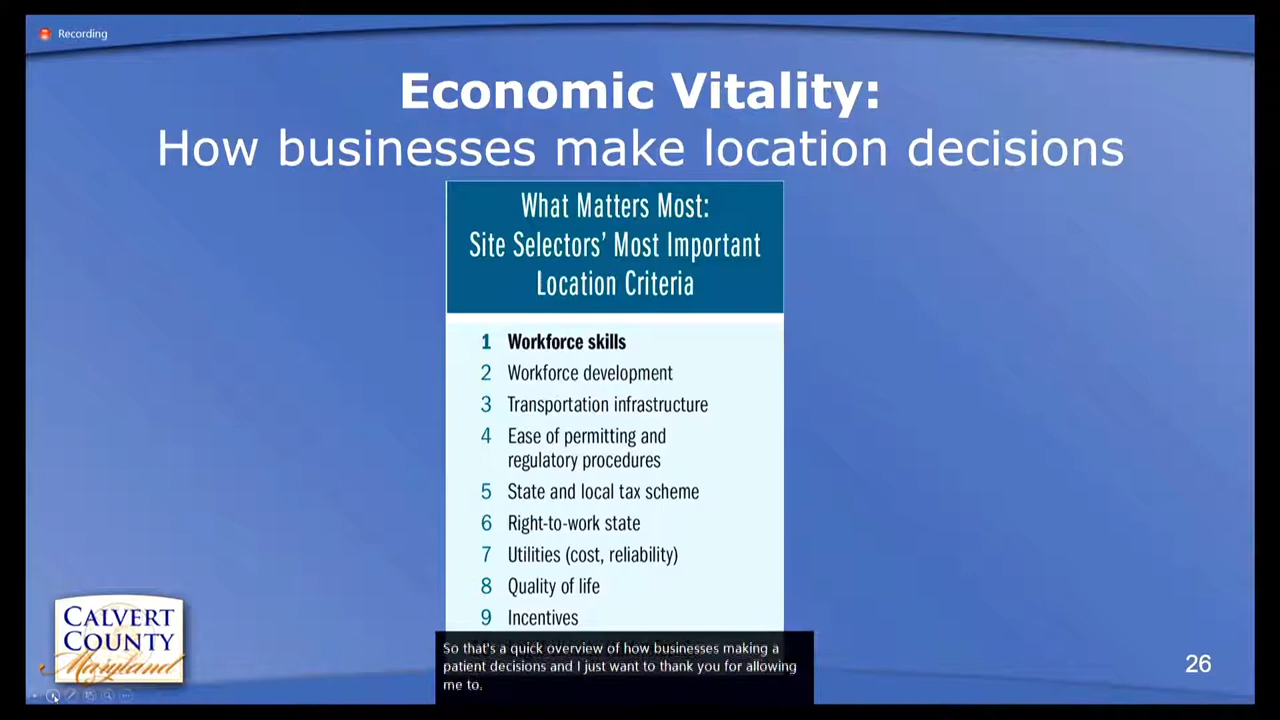 Recording
Economic Vitality:
How businesses make location decisions
What Matters Most:
Site Selectors' Most Important
Location Criteria
1 Workforce skills
2 Workforce development
3 Transportation infrastructure
4 Ease of permitting and
regulatory procedures
5 State and local tax scheme
6 Right-to-work state
7 Utilities (cost, reliability)
8 Quality of life
9 Incentives
So that's a quick overview of how businesses making a
patient decisions and I just want to thank you for allowing
me to.
CALVERT
COUNTY
Maryland
26